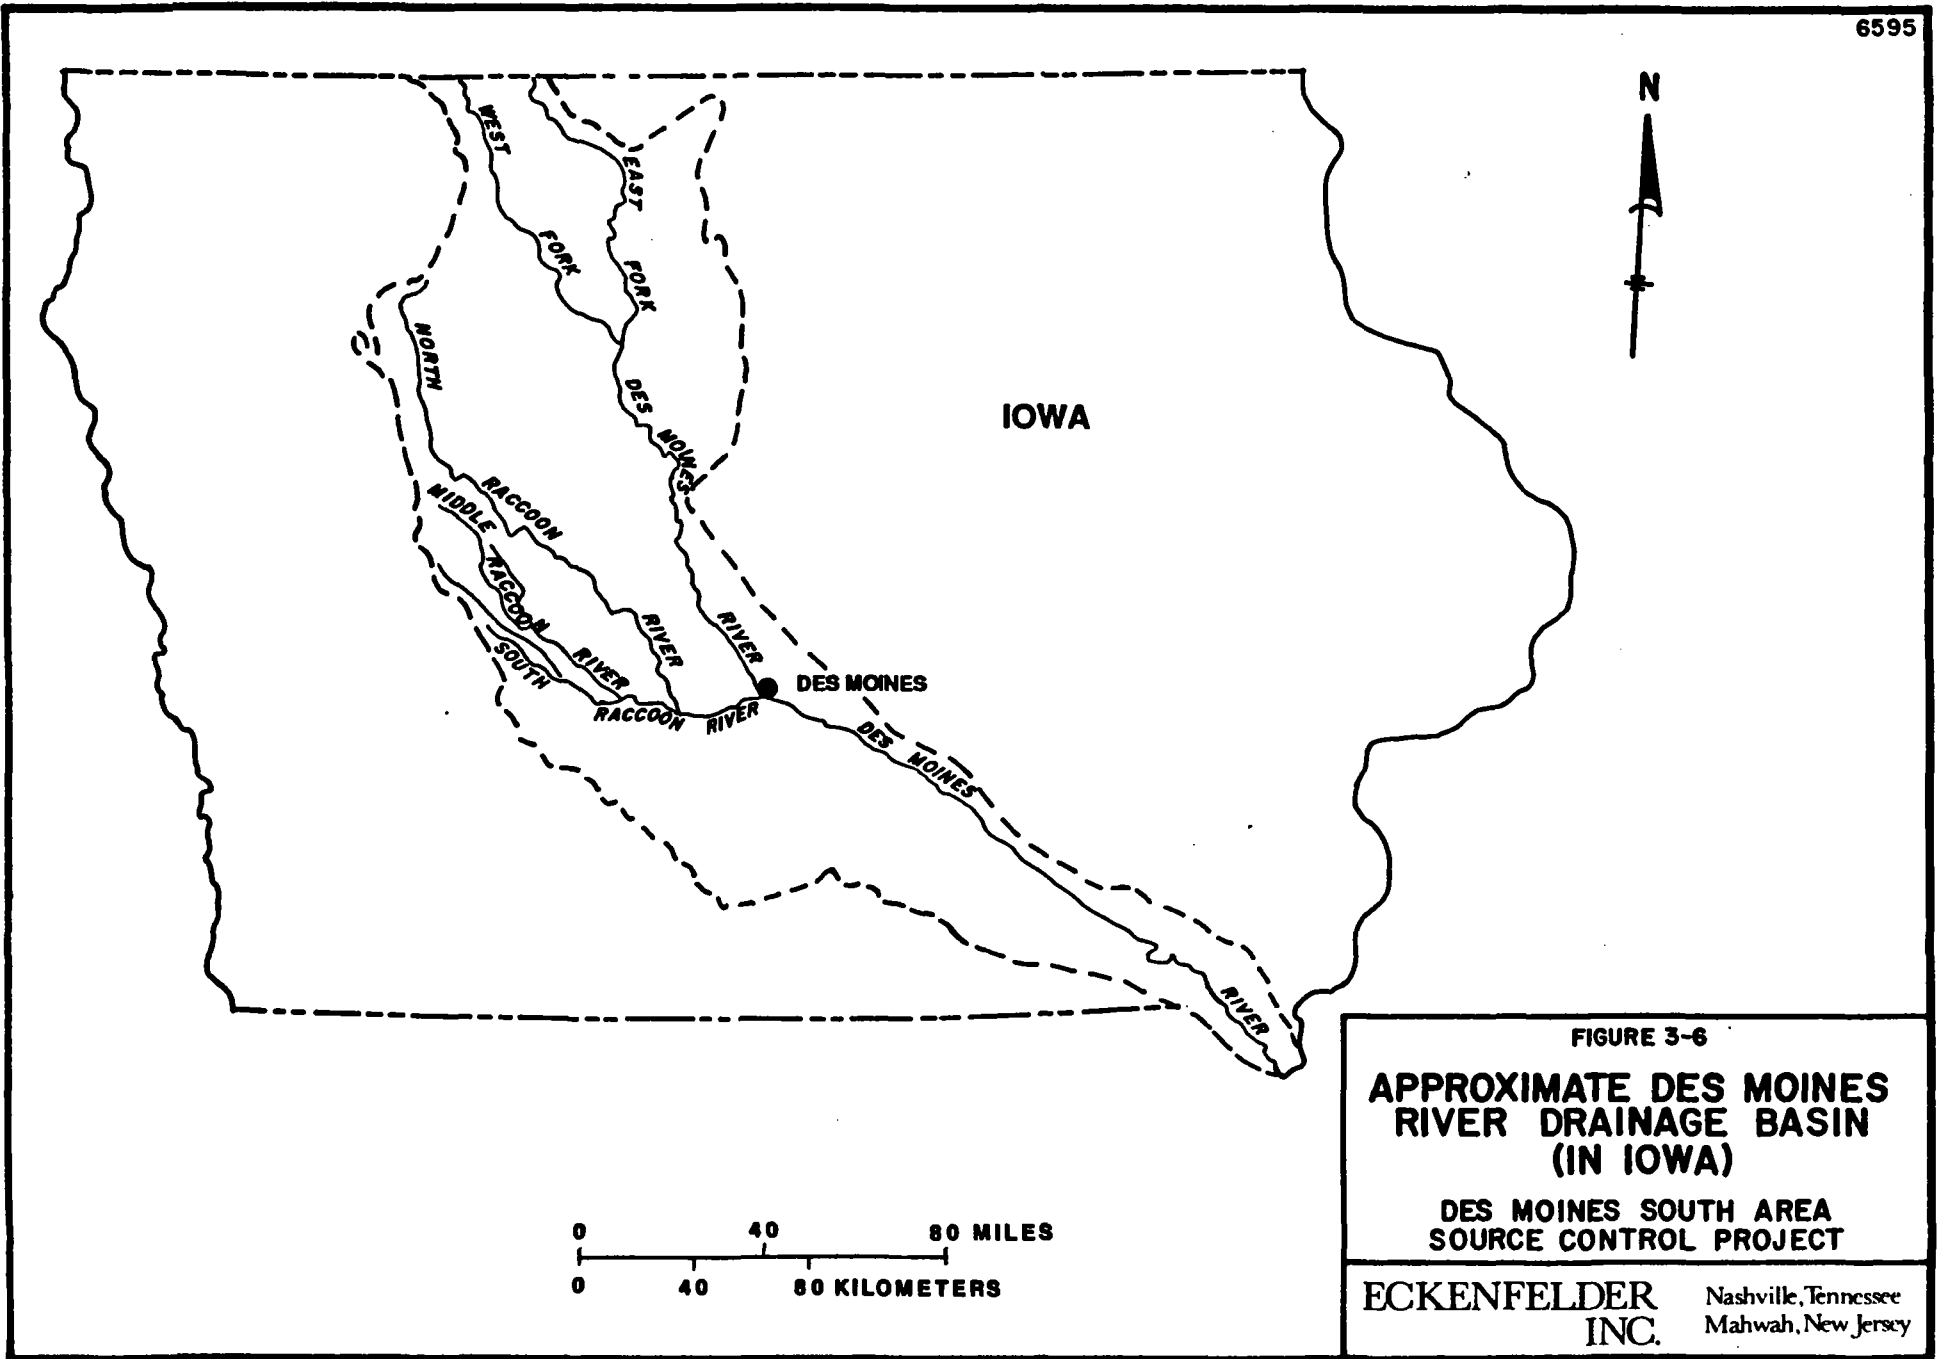 6595
N
WEST
FORK
EAST
FORK
NORTH
RACCOON
RIVER
DES
MOINES
RIVER
MIDDLE
RACCOON
RIVER
SOUTH
RACCOON
RIVER
IOWA
DES MOINES
DES MOINES
RIVER
0 40 80 MILES
0 40 80 KILOMETERS
FIGURE 3-6
APPROXIMATE DES MOINES
RIVER DRAINAGE BASIN
(IN IOWA)
DES MOINES SOUTH AREA
SOURCE CONTROL PROJECT
ECKENFELDER
INC.
Nashville, Tennessee
Mahwah, New Jersey